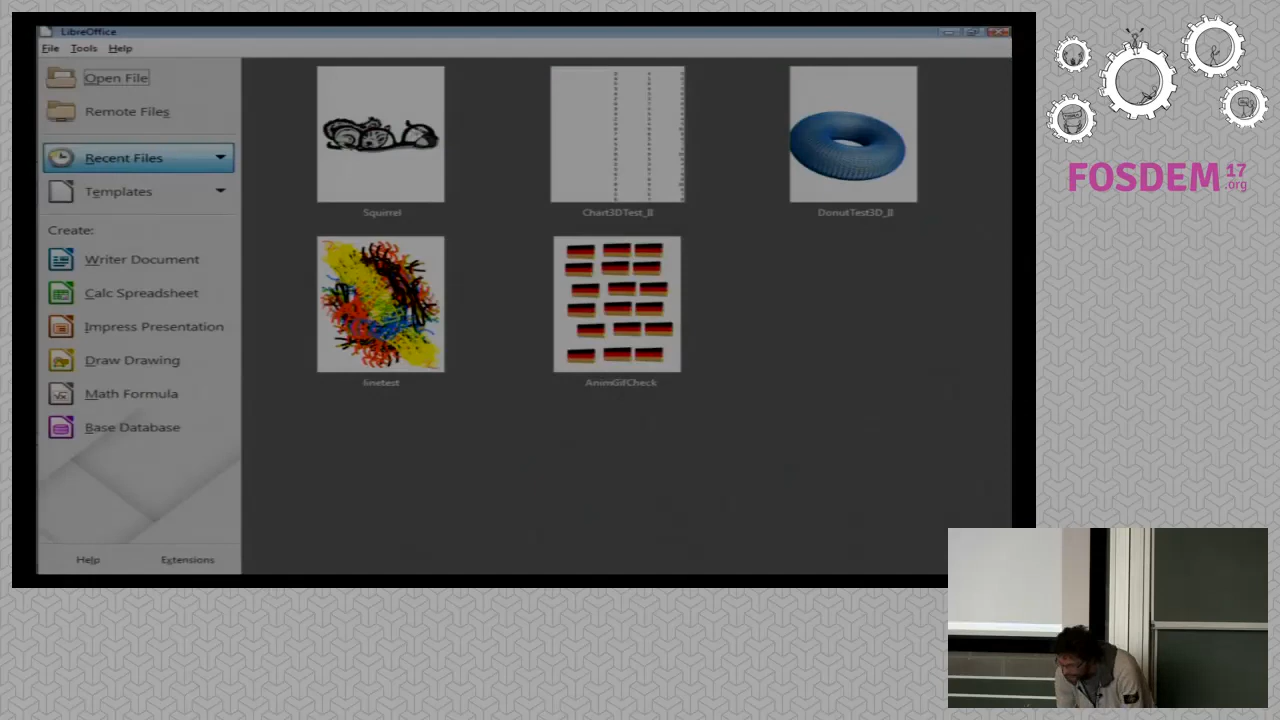 LibreOffice
File Tools Help
Open File
Remote Files
Recent Files
Templates
Create:
Writer Document
Calc Spreadsheet
Impress Presentation
Draw Drawing
Math Formula
Base Database
Help Extensions
Squirrel
Chart3DTest_II
DonutTest3D_II
linetest
AnimGifCheck
FOSDEM 17
.org